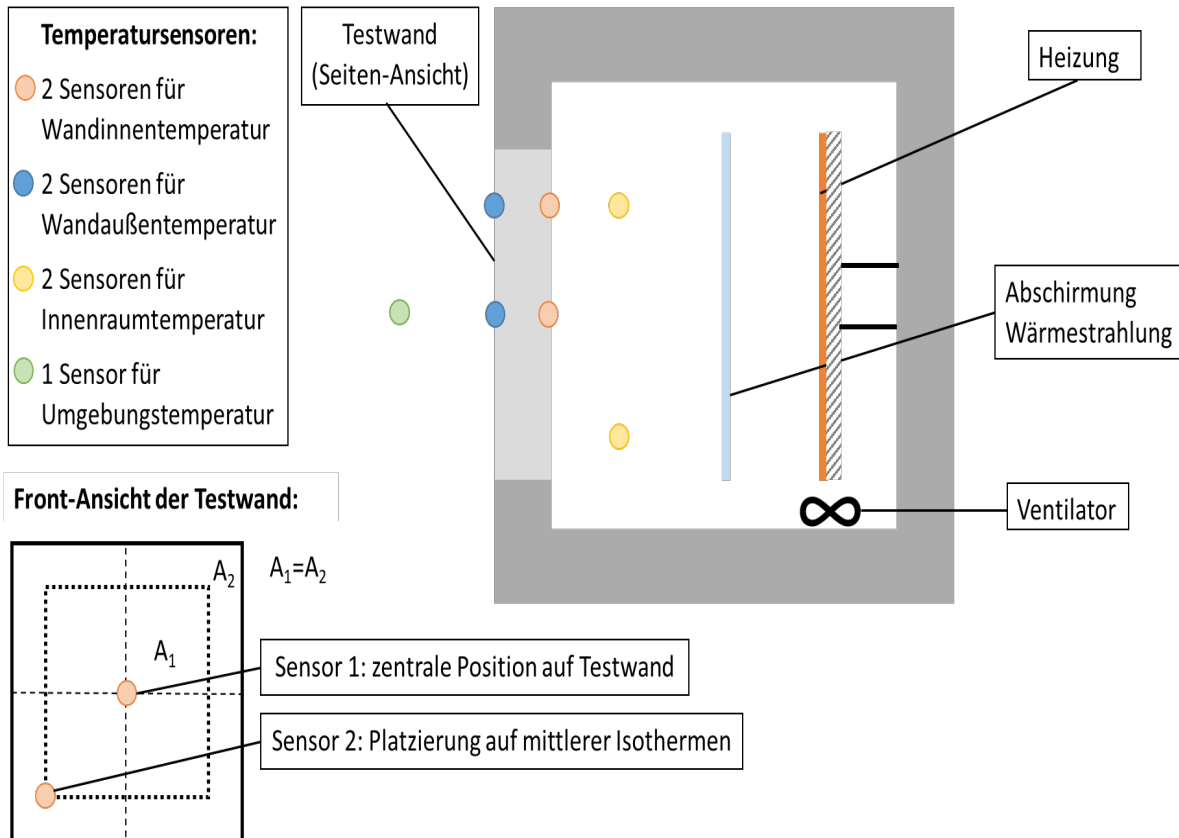 Temperatursensoren:
2 Sensoren für
Wandinnentemperatur
2 Sensoren für
Wandaußentemperatur
2 Sensoren für
Innenraumtemperatur
1 Sensor für
Umgebungstemperatur
Testwand
(Seiten-Ansicht)
Heizung
Abschirmung
Wärmestrahlung
Ventilator
Front-Ansicht der Testwand:
A₂
A₁=A₂
A₁
Sensor 1: zentrale Position auf Testwand
Sensor 2: Platzierung auf mittlerer Isothermen